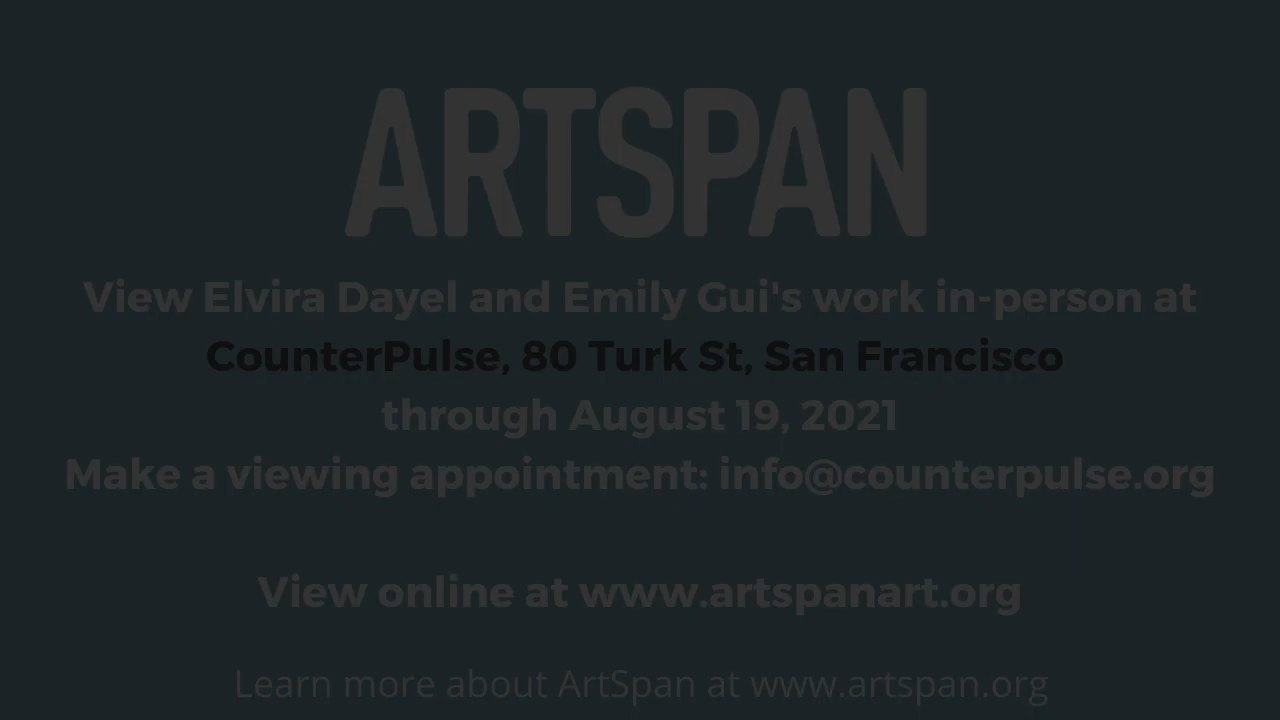 ARTSPAN
View Elvira Dayel and Emily Gui's work in-person at
CounterPulse, 80 Turk St, San Francisco
through August 19, 2021
Make a viewing appointment: info@counterpulse.org
View online at www.artspanart.org
Learn more about ArtSpan at www.artspan.org